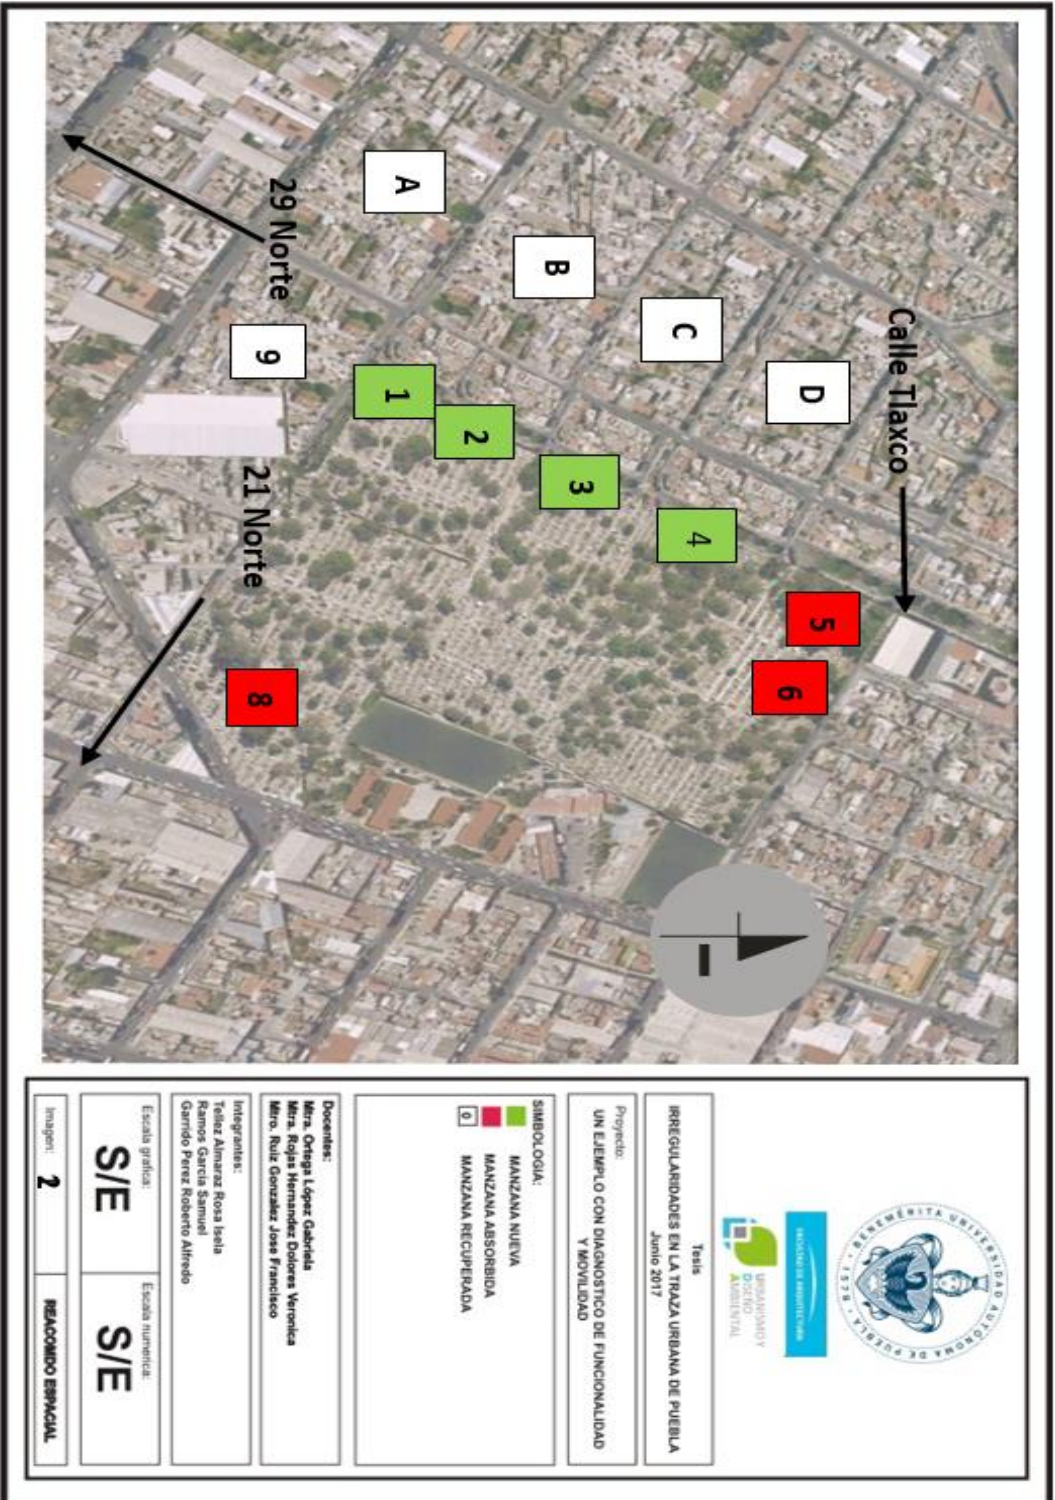 Calle Tlaxco
D
C
B
A
29 Norte
9
1
2
3
4
5
6
21 Norte
8
BENEMÉRITA UNIVERSIDAD AUTÓNOMA DE PUEBLA
FACULTAD DE ARQUITECTURA
URBANISMO Y
DISEÑO
AMBIENTAL
Tesis
IRREGULARIDADES EN LA TRAZA URBANA DE PUEBLA
Junio 2017
Proyecto:
UN EJEMPLO CON DIAGNOSTICO DE FUNCIONALIDAD
Y MOVILIDAD
SIMBOLOGIA:
MANZANA NUEVA
MANZANA ABSORBIDA
0 MANZANA RECUPERADA
Docentes:
Mtra. Ortega López Gabriela
Mtra. Rojas Hernandez Dolores Veronica
Mtro. Ruiz Gonzalez Jose Francisco
Integrantes:
Tellez Almaraz Rosa Isela
Ramos Garcia Samuel
Garrido Perez Roberto Alfredo
Escala grafica:
S/E
Escala numerica:
S/E
Imagen:
2
REACOMODO ESPACIAL